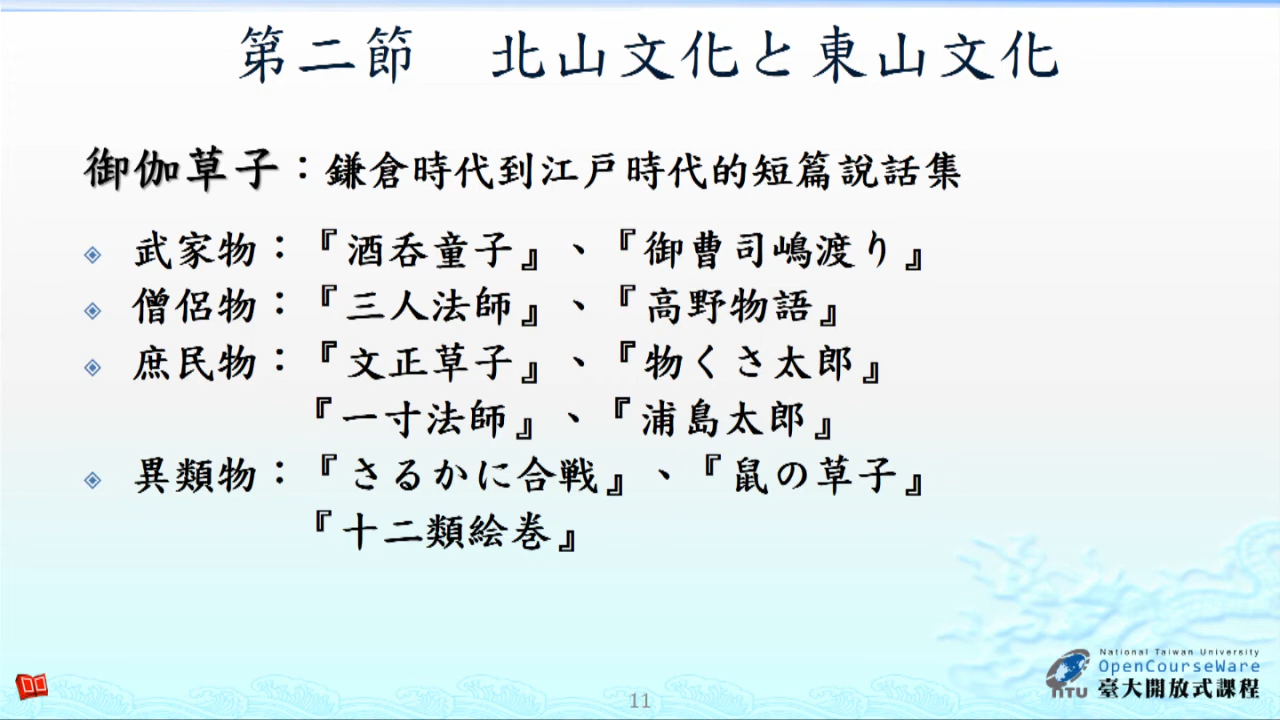 第二節　北山文化と東山文化
御伽草子：鎌倉時代到江戸時代的短篇說話集
武家物：『酒呑童子』、『御曹司嶋渡り』
僧侶物：『三人法師』、『高野物語』
庶民物：『文正草子』、『物くさ太郎』
『一寸法師』、『浦島太郎』
異類物：『さるかに合戦』、『鼠の草子』
『十二類絵巻』
National Taiwan University
OpenCourseWare
NTU 臺大開放式課程
11